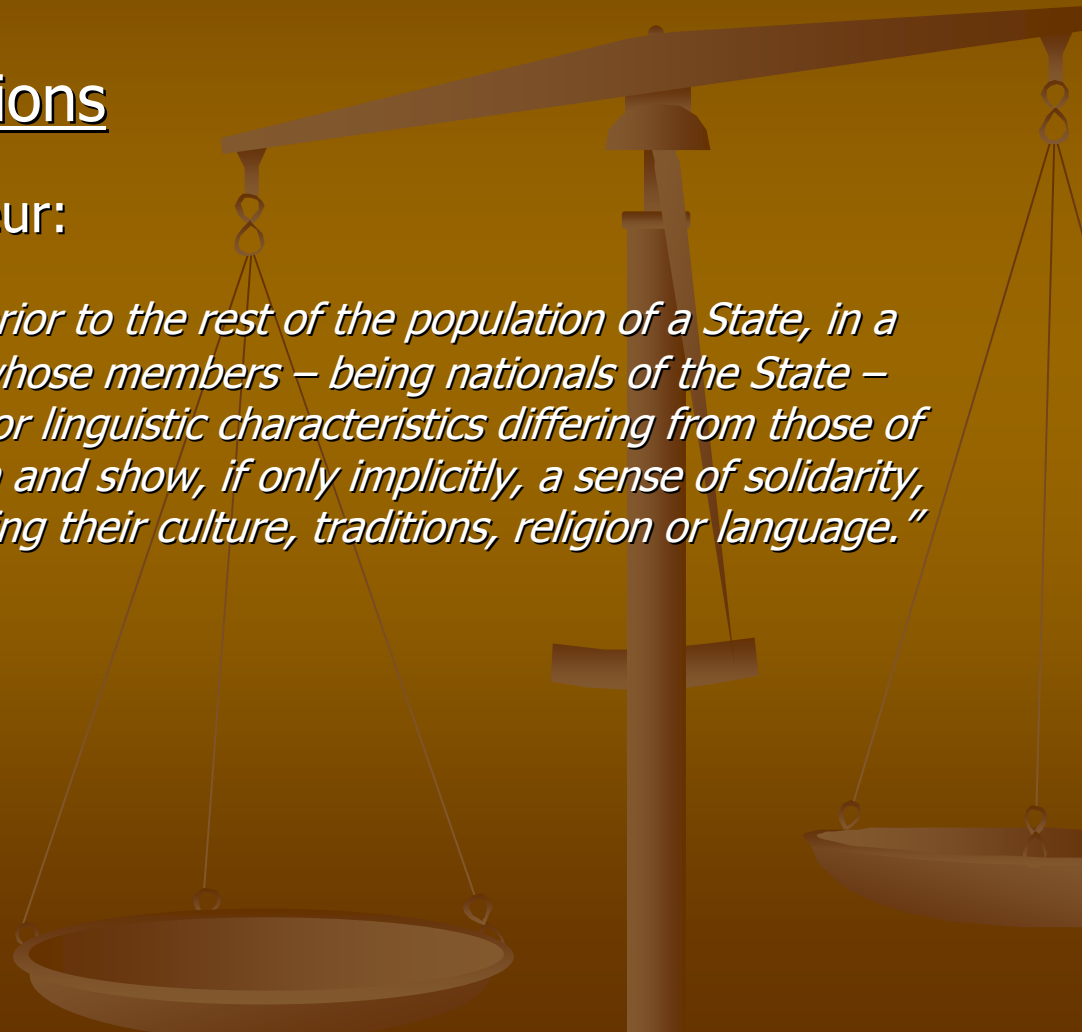 ions
ur:
rior to the rest of the population of a State, in a
whose members – being nationals of the State –
or linguistic characteristics differing from those of
and show, if only implicitly, a sense of solidarity,
ing their culture, traditions, religion or language.”